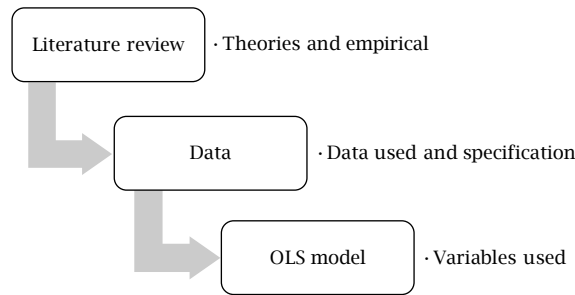 Literature review · Theories and empirical
Data · Data used and specification
OLS model · Variables used